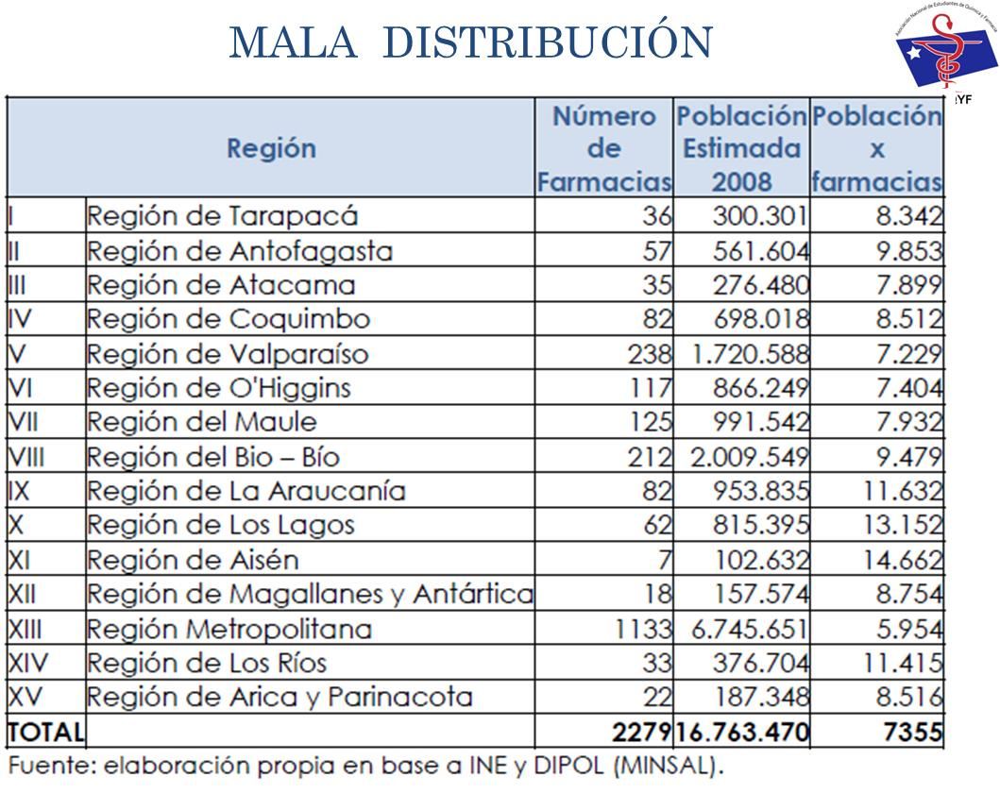 MALA DISTRIBUCIÓN
Asociación Nacional de Estudiantes de Química y Farmacia
YF
Región | Número de Farmacias | Población Estimada 2008 | Población x farmacias
I | Región de Tarapacá | 36 | 300.301 | 8.342
II | Región de Antofagasta | 57 | 561.604 | 9.853
III | Región de Atacama | 35 | 276.480 | 7.899
IV | Región de Coquimbo | 82 | 698.018 | 8.512
V | Región de Valparaíso | 238 | 1.720.588 | 7.229
VI | Región de O'Higgins | 117 | 866.249 | 7.404
VII | Región del Maule | 125 | 991.542 | 7.932
VIII | Región del Bio – Bío | 212 | 2.009.549 | 9.479
IX | Región de La Araucanía | 82 | 953.835 | 11.632
X | Región de Los Lagos | 62 | 815.395 | 13.152
XI | Región de Aisén | 7 | 102.632 | 14.662
XII | Región de Magallanes y Antártica | 18 | 157.574 | 8.754
XIII | Región Metropolitana | 1133 | 6.745.651 | 5.954
XIV | Región de Los Ríos | 33 | 376.704 | 11.415
XV | Región de Arica y Parinacota | 22 | 187.348 | 8.516
TOTAL | 2279 | 16.763.470 | 7355
Fuente: elaboración propia en base a INE y DIPOL (MINSAL).